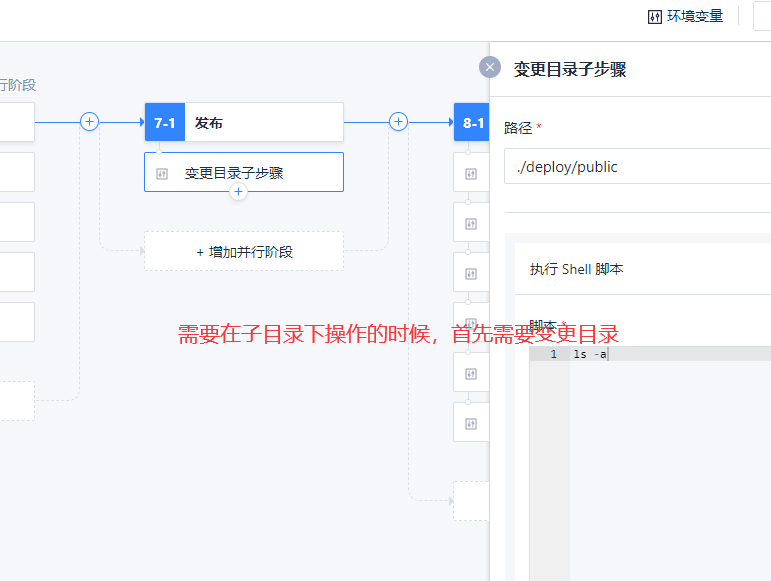 环境变量
行阶段
7-1 发布
变更目录子步骤
+ 增加并行阶段
8-1
变更目录子步骤
路径 *
./deploy/public
执行 Shell 脚本
脚本 *
1 ls -a
需要在子目录下操作的时候，首先需要变更目录